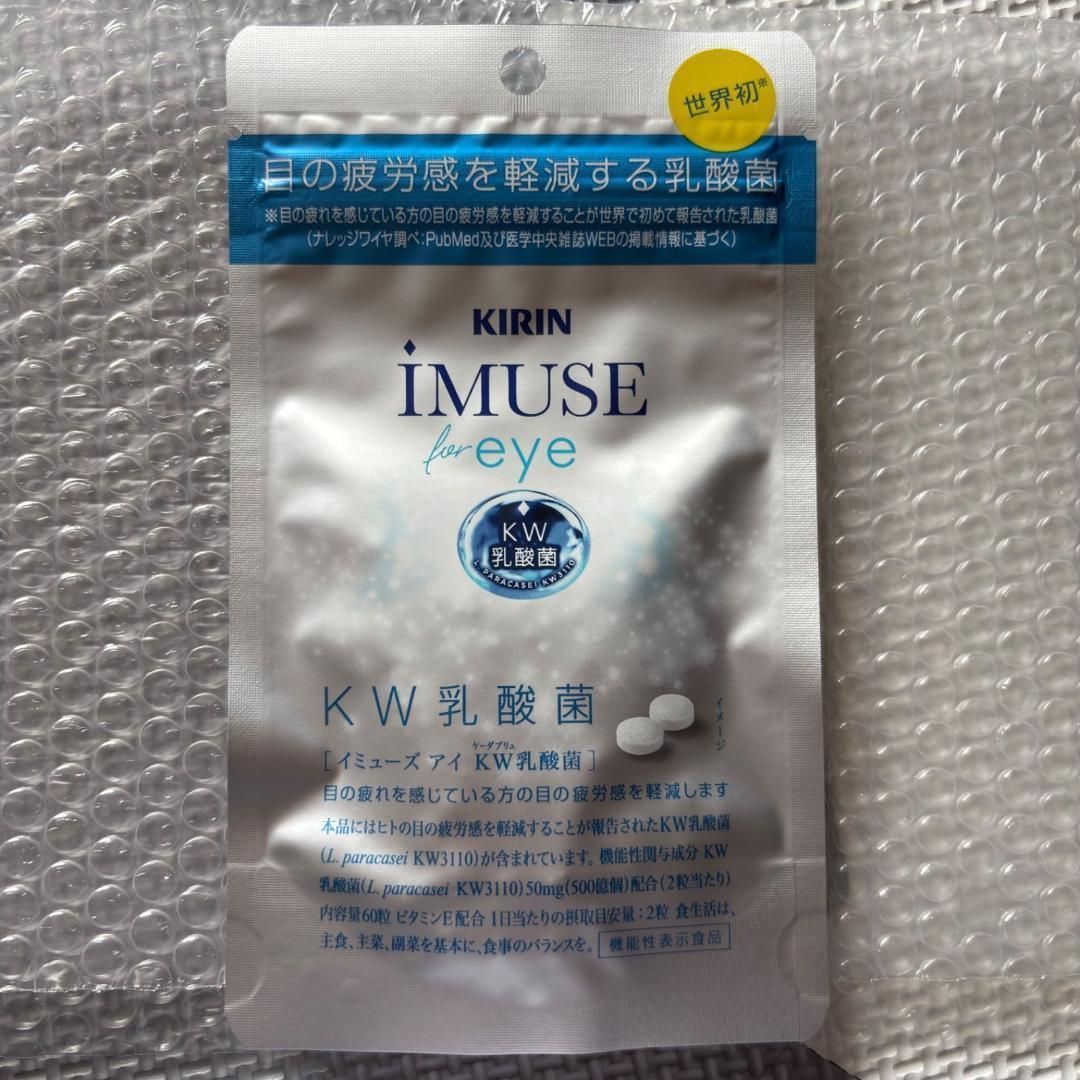 世界初※
目の疲労感を軽減する乳酸菌
※目の疲れを感じている方の目の疲労感を軽減することが世界で初めて報告された乳酸菌
(ナレッジワイヤ調べ:PubMed及び医学中央雑誌WEBの掲載情報に基づく)
KIRIN
iMUSE
for eye
KW
乳酸菌
L. PARACASEI KW3110
KW乳酸菌
イメージ
ケーダブリュ
[イミューズ アイ KW乳酸菌]
目の疲れを感じている方の目の疲労感を軽減します
本品にはヒトの目の疲労感を軽減することが報告されたKW乳酸菌
(L. paracasei KW3110)が含まれています。機能性関与成分 KW
乳酸菌(L. paracasei KW3110)50mg(500億個)配合(2粒当たり)
内容量60粒 ビタミンE配合 1日当たりの摂取目安量:2粒 食生活は、
主食、主菜、副菜を基本に、食事のバランスを。 機能性表示食品